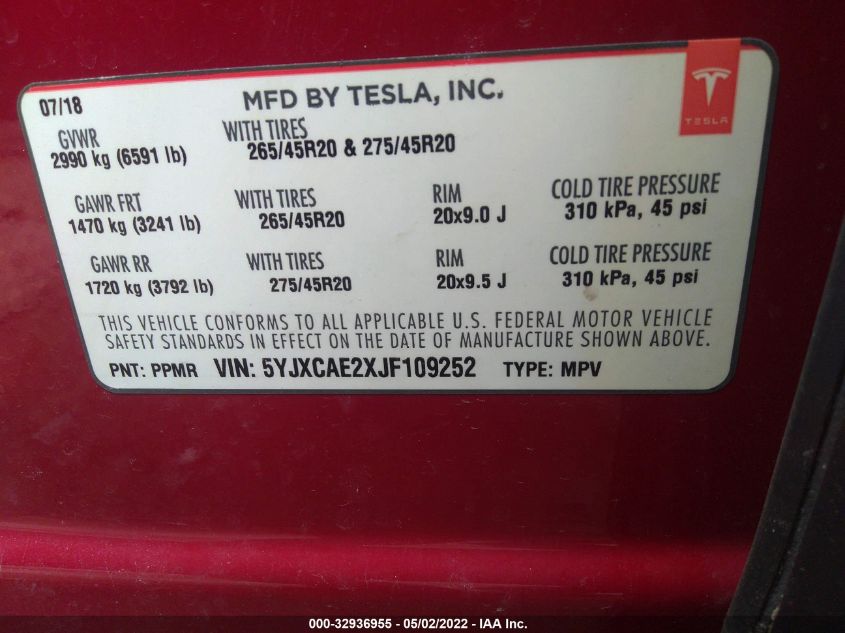 07/18 MFD BY TESLA, INC.
TESLA
GVWR WITH TIRES
2990 kg (6591 lb) 265/45R20 & 275/45R20
GAWR FRT WITH TIRES RIM COLD TIRE PRESSURE
1470 kg (3241 lb) 265/45R20 20x9.0 J 310 kPa, 45 psi
GAWR RR WITH TIRES RIM COLD TIRE PRESSURE
1720 kg (3792 lb) 275/45R20 20x9.5 J 310 kPa, 45 psi
THIS VEHICLE CONFORMS TO ALL APPLICABLE U.S. FEDERAL MOTOR VEHICLE
SAFETY STANDARDS IN EFFECT ON THE DATE OF MANUFACTURE SHOWN ABOVE.
PNT: PPMR VIN: 5YJXCAE2XJF109252 TYPE: MPV
000-32936955 - 05/02/2022 - IAA Inc.